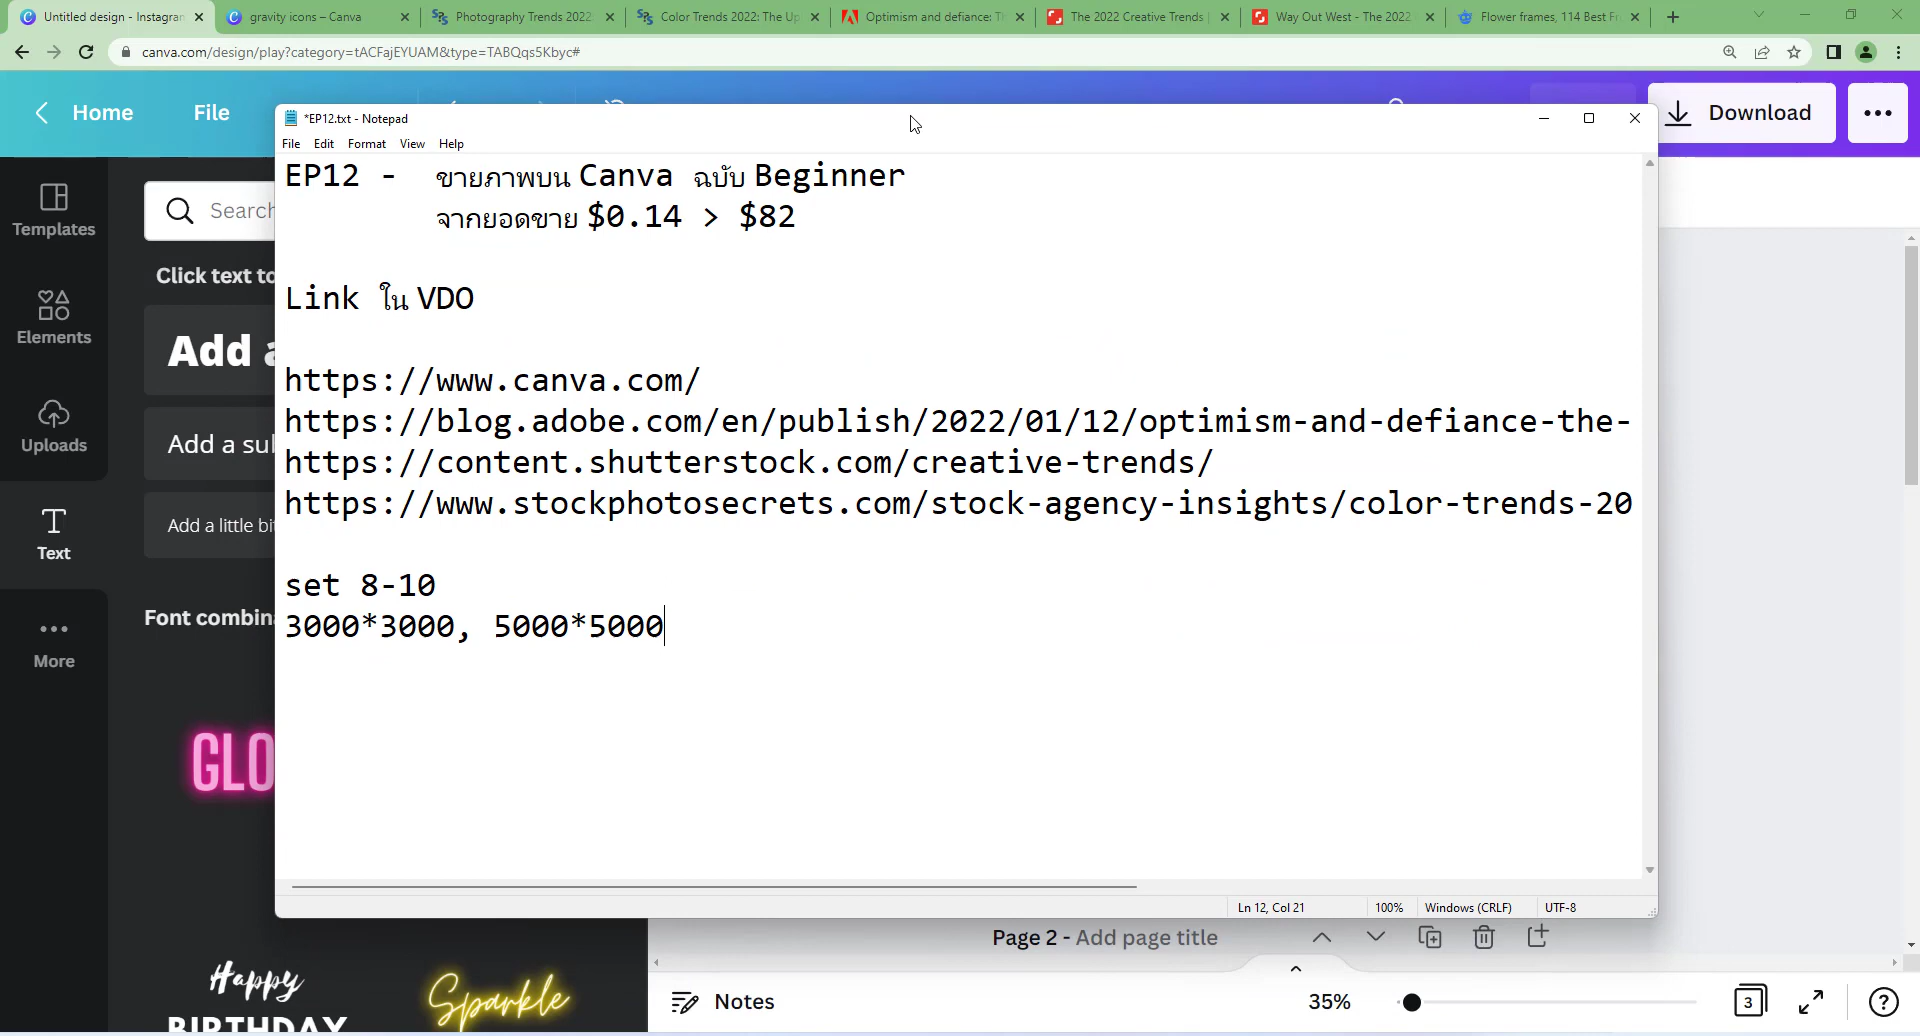 Untitled design - Instagram
gravity icons – Canva
Photography Trends 2022:
Color Trends 2022: The Up
Optimism and defiance: Th
The 2022 Creative Trends |
Way Out West - The 2022
Flower frames, 114 Best Fr
canva.com/design/play?category=tACFajEYUAM&type=TABQqs5Kbyc#
Home
File
Download
*EP12.txt - Notepad
File Edit Format View Help
EP12 - ขายภาพบน Canva ฉบับ Beginner
จากยอดขาย $0.14 > $82
Link ใน VDO
https://www.canva.com/
https://blog.adobe.com/en/publish/2022/01/12/optimism-and-defiance-the-
https://content.shutterstock.com/creative-trends/
https://www.stockphotosecrets.com/stock-agency-insights/color-trends-20
set 8-10
3000*3000, 5000*5000
Ln 12, Col 21
100%
Windows (CRLF)
UTF-8
Templates
Elements
Uploads
Text
More
Search
Click text to
Add a
Add a sub
Add a little bit
Font combina
GLO
Happy
BIRTHDAY
Sparkle
Page 2 - Add page title
Notes
35%
3